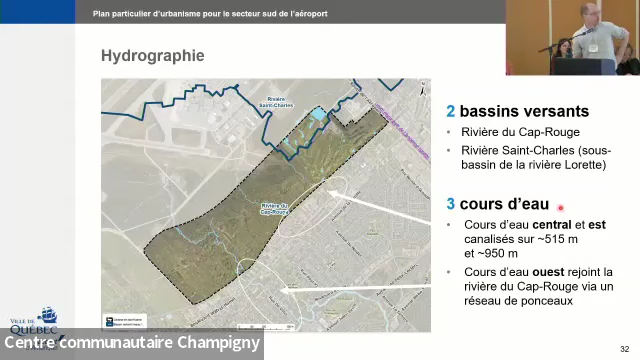 Plan particulier d'urbanisme pour le secteur sud de l'aéroport
Hydrographie
Rivière
Saint-Charles
Rivière du
Cap-Rouge
2 bassins versants
• Rivière du Cap-Rouge
• Rivière Saint-Charles (sous-
bassin de la rivière Lorette)
3 cours d'eau
• Cours d'eau central et est
canalisés sur ~515 m
et ~950 m
• Cours d'eau ouest rejoint la
rivière du Cap-Rouge via un
réseau de ponceaux
VILLE DE
QUÉBEC
Centre communautaire Champigny
32